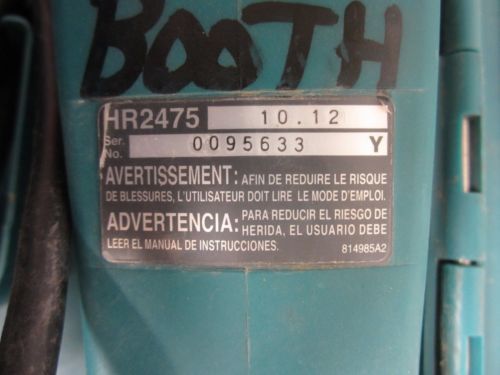 BOOTH
HR2475 10.12
Ser. No. 0095633 Y
AVERTISSEMENT: AFIN DE REDUIRE LE RISQUE
DE BLESSURES, L'UTILISATEUR DOIT LIRE LE MODE D'EMPLOI.
ADVERTENCIA: PARA REDUCIR EL RIESGO DE
HERIDA, EL USUARIO DEBE
LEER EL MANUAL DE INSTRUCCIONES.
814985A2